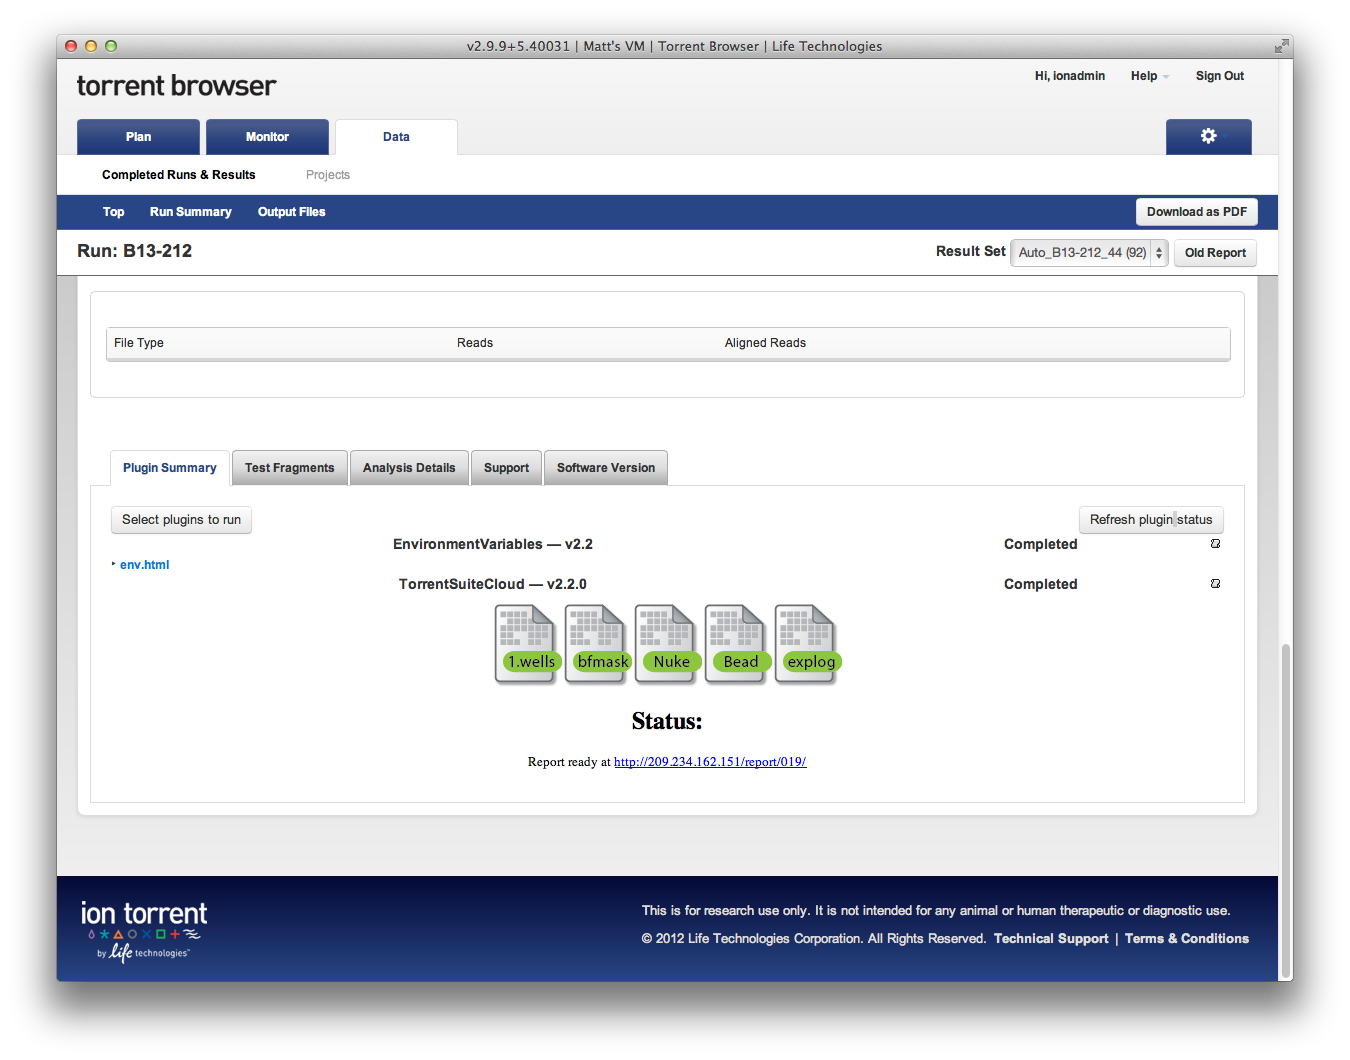 v2.9.9+5.40031 | Matt's VM | Torrent Browser | Life Technologies
torrent browser
Hi, ionadmin Help Sign Out
Plan Monitor Data
Completed Runs & Results Projects
Top Run Summary Output Files Download as PDF
Run: B13-212 Result Set Auto_B13-212_44 (92) Old Report
File Type Reads Aligned Reads
Plugin Summary Test Fragments Analysis Details Support Software Version
Select plugins to run Refresh plugin status
EnvironmentVariables — v2.2 Completed
env.html
TorrentSuiteCloud — v2.2.0 Completed
1.wells bfmask Nuke Bead explog
Status:
Report ready at http://209.234.162.151/report/019/
ion torrent
by life technologies™
This is for research use only. It is not intended for any animal or human therapeutic or diagnostic use.
© 2012 Life Technologies Corporation. All Rights Reserved. Technical Support | Terms & Conditions